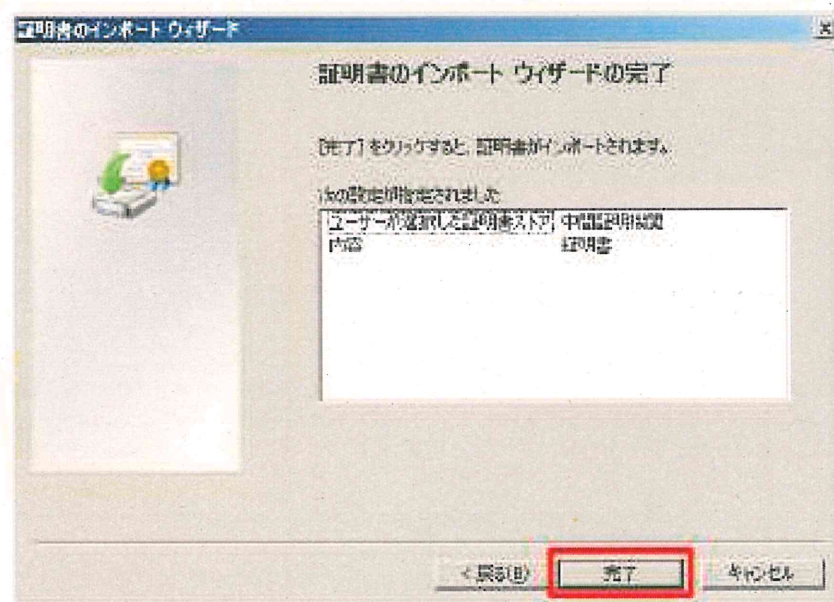 証明書のインポート ウィザード
証明書のインポート ウィザードの完了
[完了] をクリックすると、証明書がインポートされます。
次の設定が指定されました
ユーザーが選択した証明書ストア 中間証明機関
内容 証明書
< 戻る(B) 完了 キャンセル